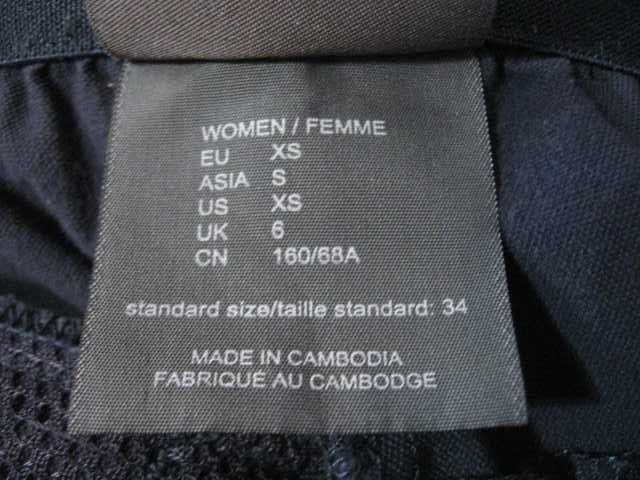 WOMEN / FEMME
EU XS
ASIA S
US XS
UK 6
CN 160/68A
standard size/taille standard: 34
MADE IN CAMBODIA
FABRIQUÉ AU CAMBODGE